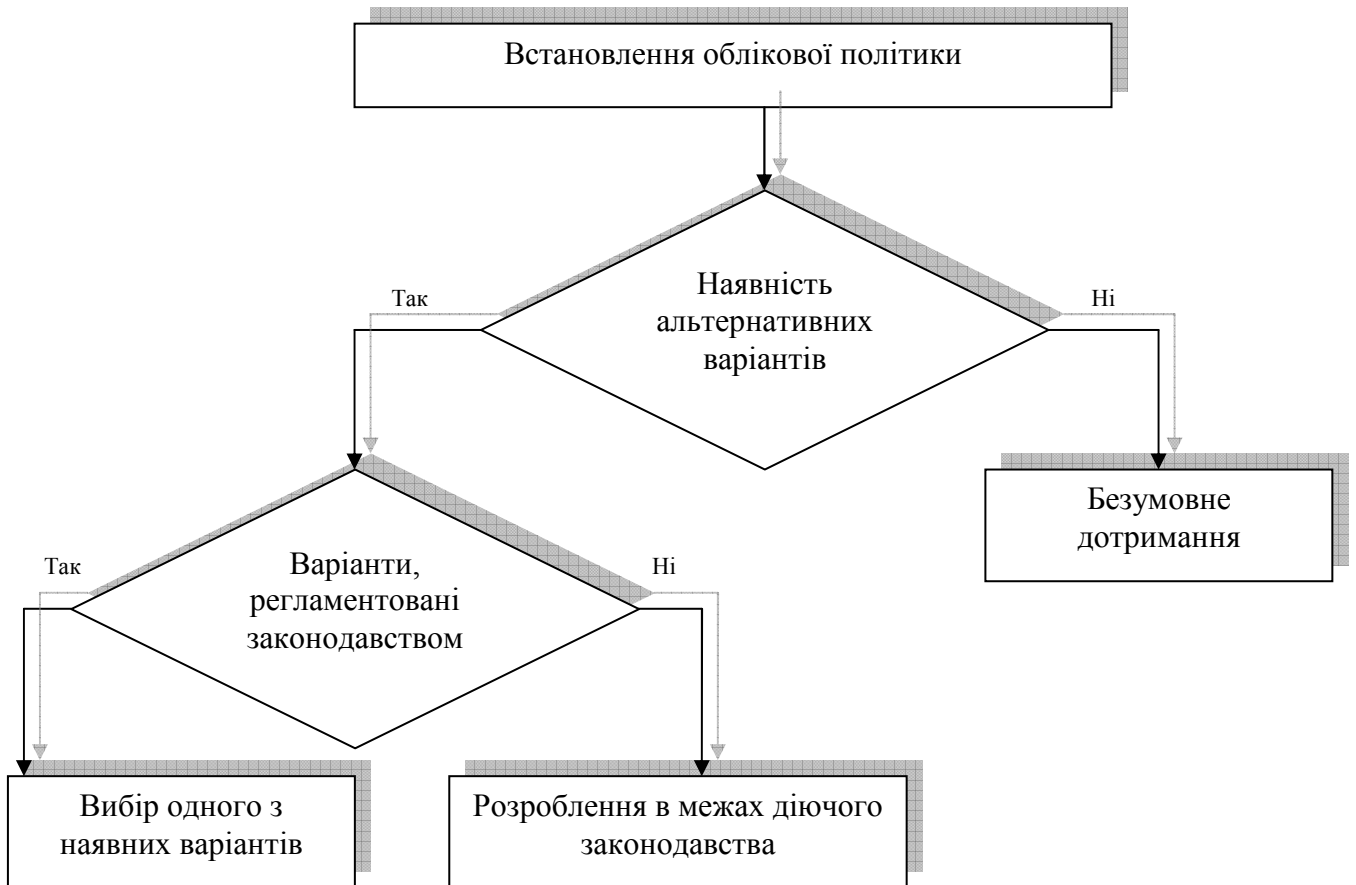 Встановлення облікової політики
Наявність
альтернативних
варіантів
Так
Ні
Безумовне
дотримання
Варіанти,
регламентовані
законодавством
Так
Ні
Вибір одного з
наявних варіантів
Розроблення в межах діючого
законодавства